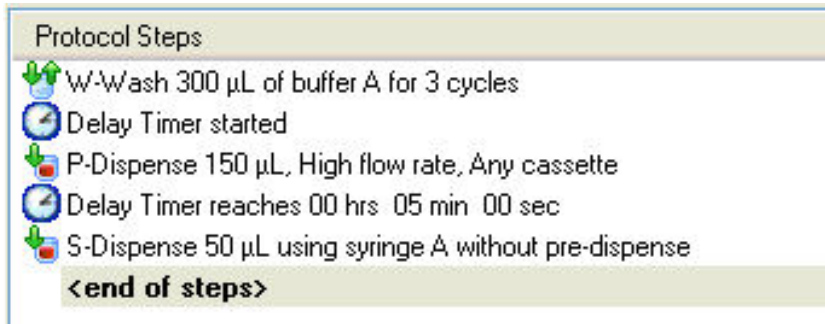 Protocol Steps
W-Wash 300 µL of buffer A for 3 cycles
Delay Timer started
P-Dispense 150 µL, High flow rate, Any cassette
Delay Timer reaches 00 hrs 05 min 00 sec
S-Dispense 50 µL using syringe A without pre-dispense
<end of steps>